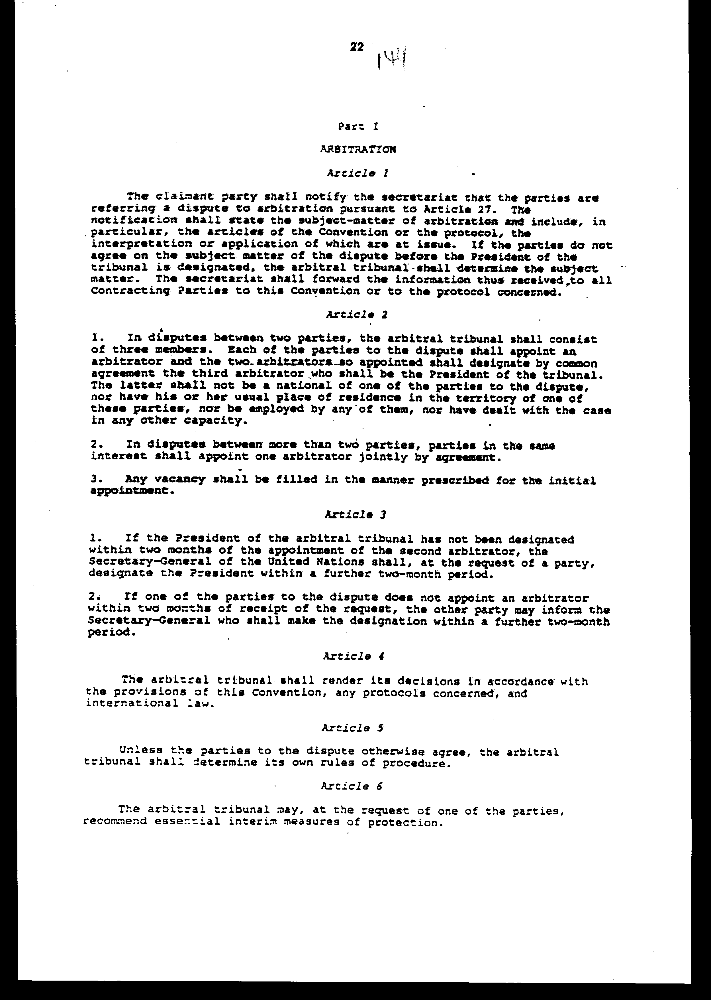 22
144
Part I
ARBITRATION
Article 1
The claimant party shall notify the secretariat that the parties are
referring a dispute to arbitration pursuant to Article 27. The
notification shall state the subject-matter of arbitration and include, in
particular, the articles of the Convention or the protocol, the
interpretation or application of which are at issue. If the parties do not
agree on the subject matter of the dispute before the President of the
tribunal is designated, the arbitral tribunal shall determine the subject
matter. The secretariat shall forward the information thus received to all
Contracting Parties to this Convention or to the protocol concerned.
Article 2
1. In disputes between two parties, the arbitral tribunal shall consist
of three members. Each of the parties to the dispute shall appoint an
arbitrator and the two arbitrators so appointed shall designate by common
agreement the third arbitrator who shall be the President of the tribunal.
The latter shall not be a national of one of the parties to the dispute,
nor have his or her usual place of residence in the territory of one of
these parties, nor be employed by any of them, nor have dealt with the case
in any other capacity.
2. In disputes between more than two parties, parties in the same
interest shall appoint one arbitrator jointly by agreement.
3. Any vacancy shall be filled in the manner prescribed for the initial
appointment.
Article 3
1. If the President of the arbitral tribunal has not been designated
within two months of the appointment of the second arbitrator, the
Secretary-General of the United Nations shall, at the request of a party,
designate the President within a further two-month period.
2. If one of the parties to the dispute does not appoint an arbitrator
within two months of receipt of the request, the other party may inform the
Secretary-General who shall make the designation within a further two-month
period.
Article 4
The arbitral tribunal shall render its decisions in accordance with
the provisions of this Convention, any protocols concerned, and
international law.
Article 5
Unless the parties to the dispute otherwise agree, the arbitral
tribunal shall determine its own rules of procedure.
Article 6
The arbitral tribunal may, at the request of one of the parties,
recommend essential interim measures of protection.